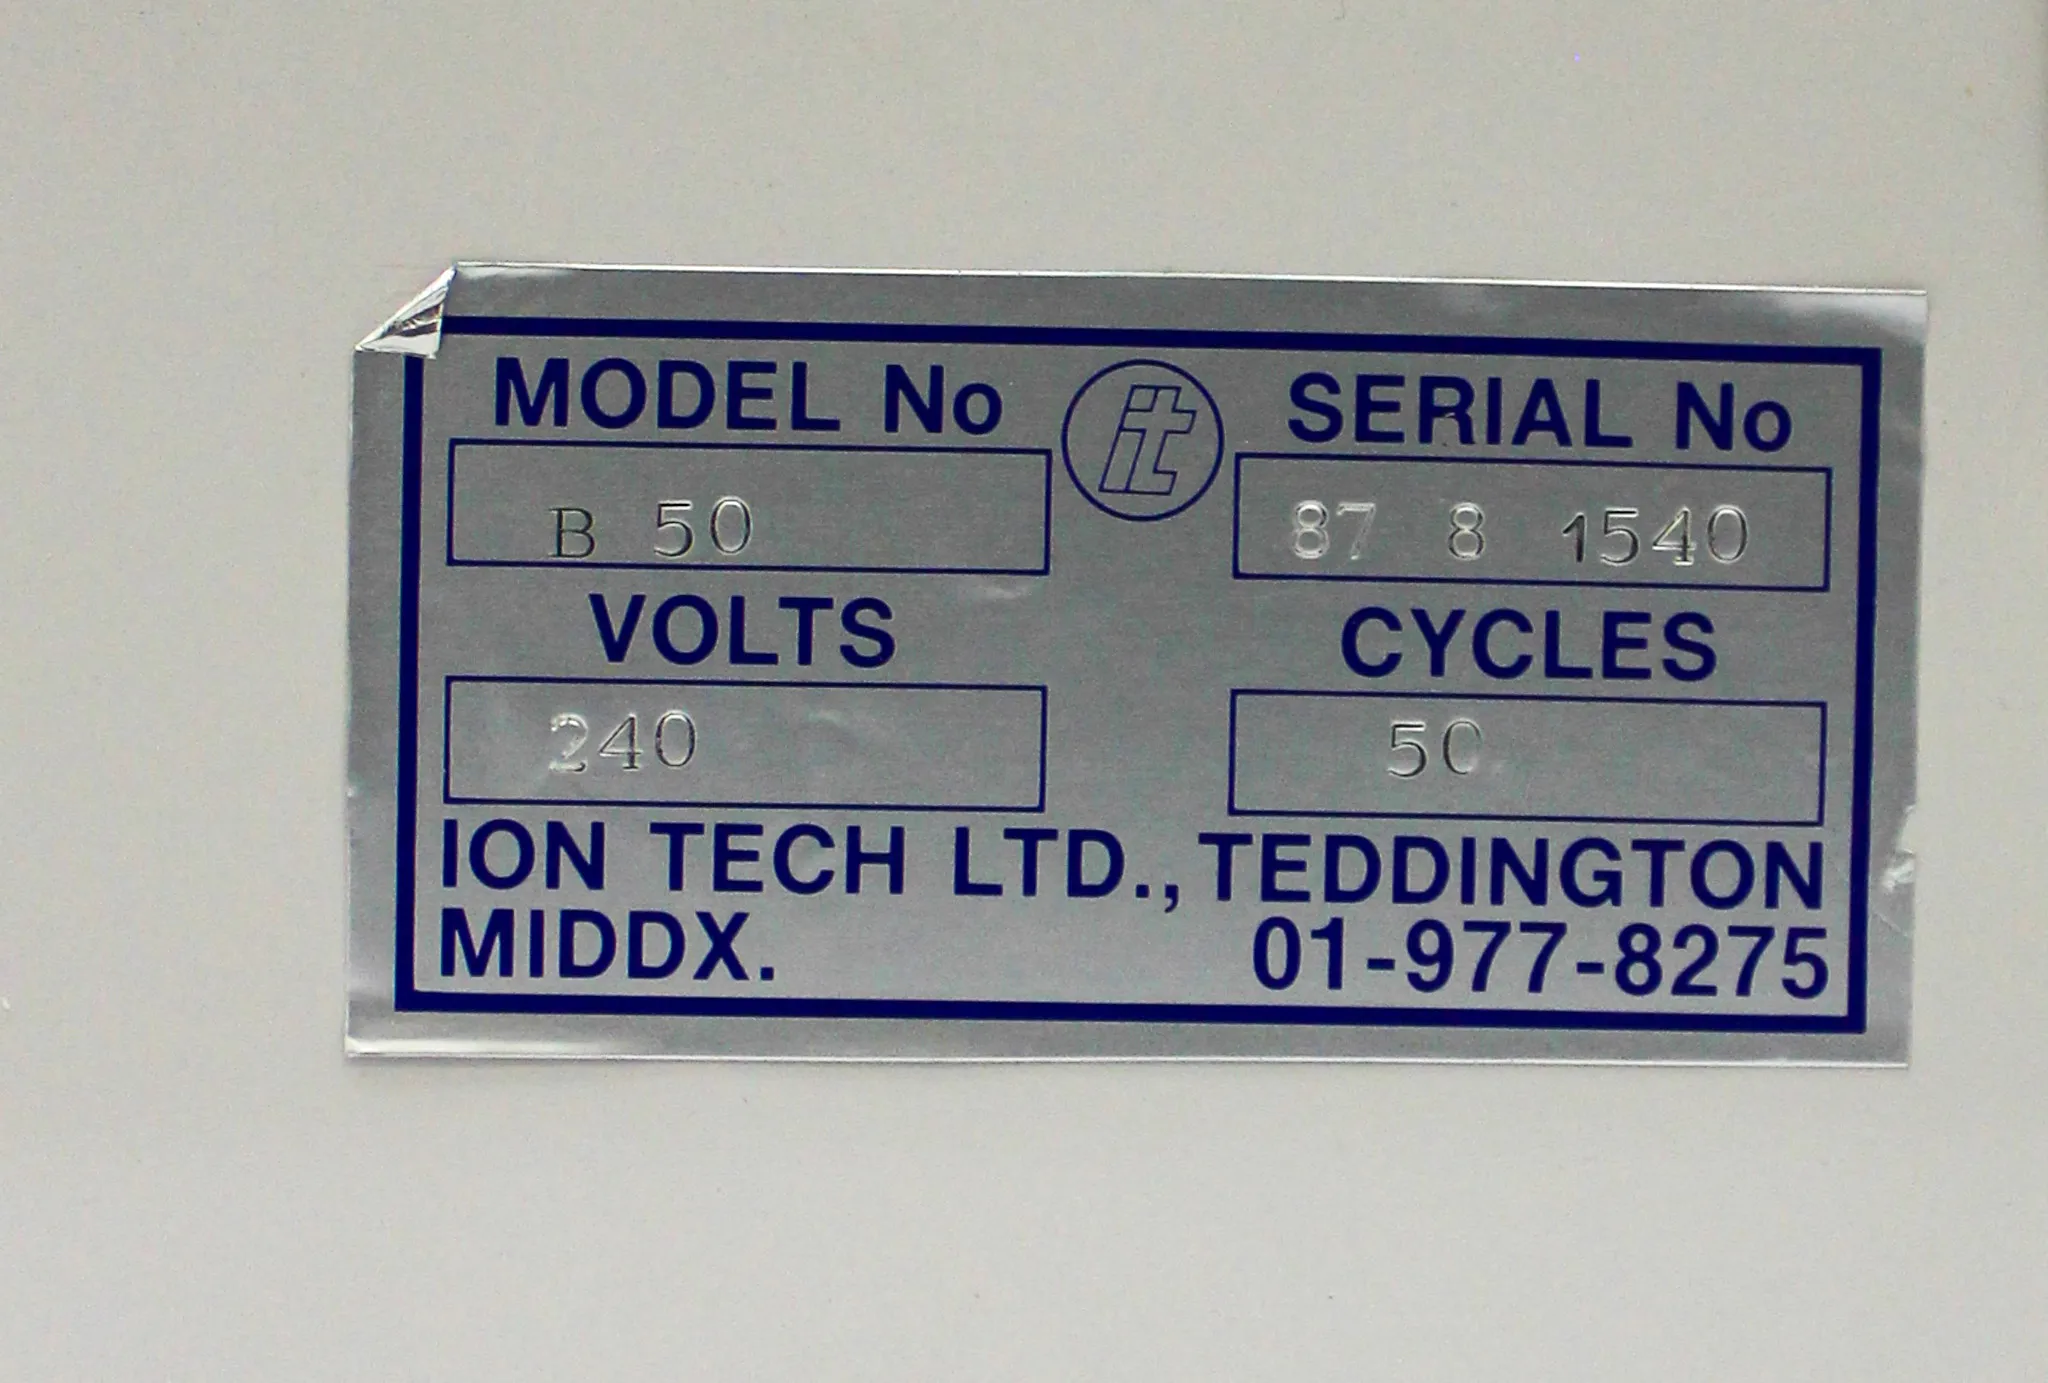 MODEL No it SERIAL No
B 50 87 8 1540
VOLTS CYCLES
240 50
ION TECH LTD., TEDDINGTON
MIDDX. 01-977-8275